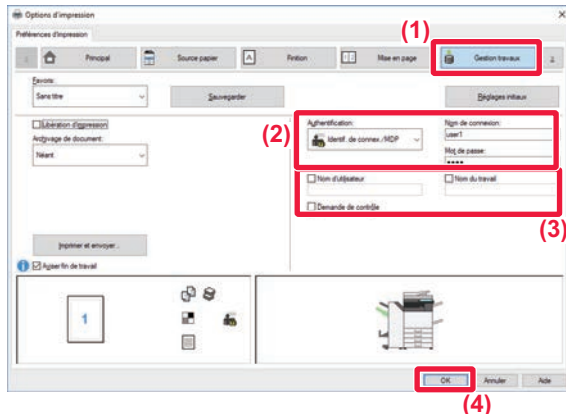 Options d'impression
Préférences d'impression
(1)
Principal
Source papier
A
Finition
Mise en page
Gestion travaux
Favoris:
Sans titre
Sauvegarder
Réglages initiaux
Libération d'impression
Archivage de document:
Néant
(2)
Authentification:
Identif. de connex./MDP
Nom de connexion:
user1
Mot de passe:
••••
Nom d'utilisateur
Nom du travail
Demande de contrôle
(3)
Imprimer et envoyer...
Aviser fin de travail
1
OK
Annuler
Aide
(4)